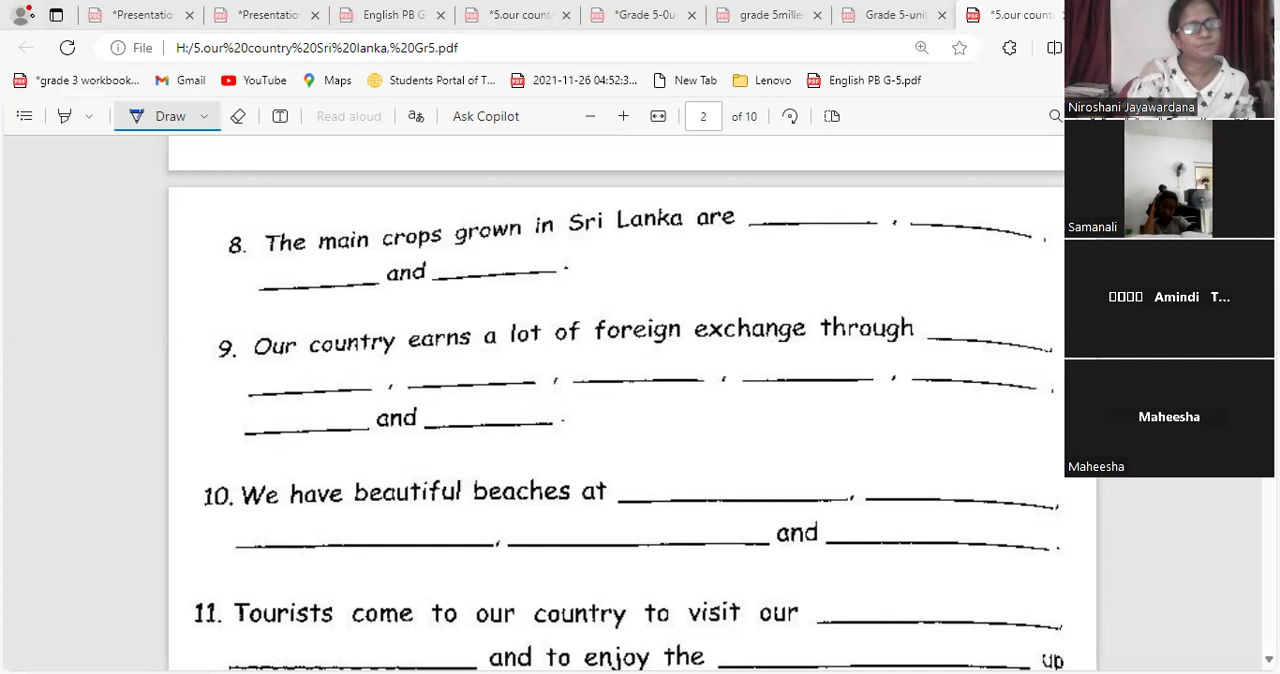 *Presentatio
*Presentatio
English PB G
*5.our count
*Grade 5-0u
grade 5mille
Grade 5-uni
*5.our count
File H:/5.our%20country%20Sri%20lanka,%20Gr5.pdf
*grade 3 workbook...
Gmail
YouTube
Maps
Students Portal of T...
2021-11-26 04:52:3...
New Tab
Lenovo
English PB G-5.pdf
Draw
Read aloud
aあ
Ask Copilot
2 of 10
Niroshani Jayawardana
Samanali
Amindi T...
Maheesha
Maheesha
8. The main crops grown in Sri Lanka are ________ , ________ ,
________ and ________ .
9. Our country earns a lot of foreign exchange through ________ ,
________ , ________ , ________ , ________ , ________ ,
________ and ________ .
10. We have beautiful beaches at ________ , ________ ,
________ , ________ and ________ .
11. Tourists come to our country to visit our ________ ,
________ and to enjoy the ________ up